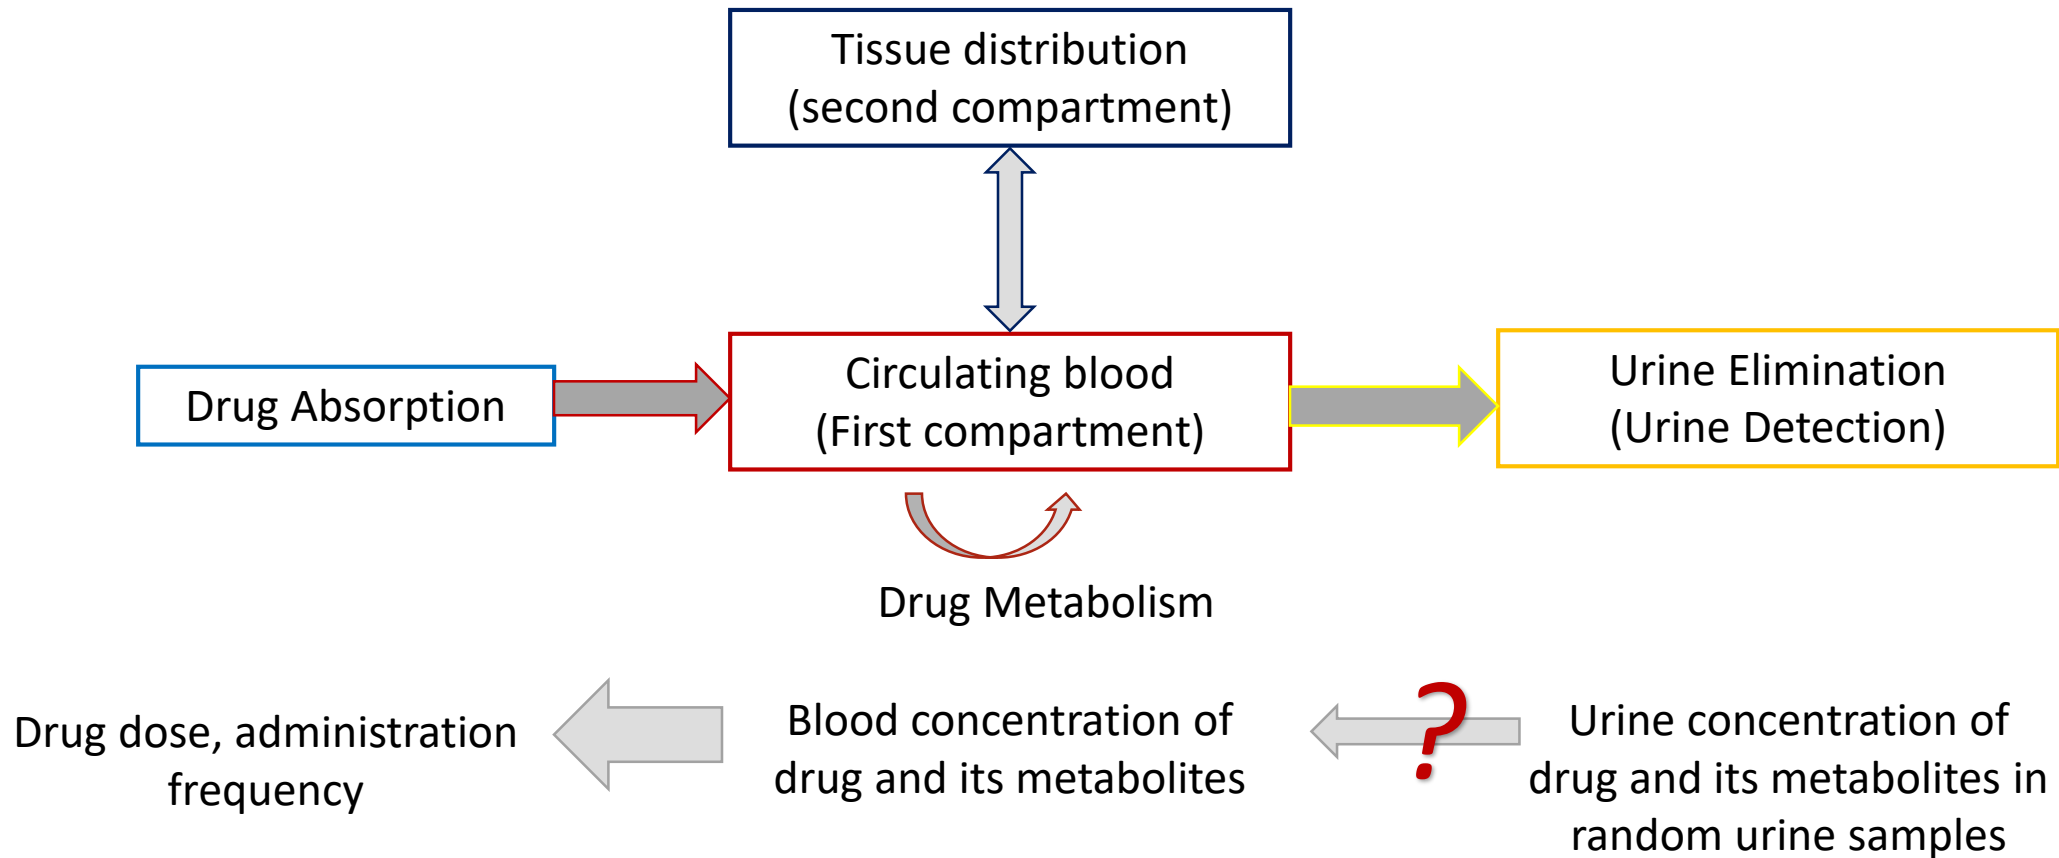 Tissue distribution
(second compartment)
Drug Absorption
Circulating blood
(First compartment)
Urine Elimination
(Urine Detection)
Drug Metabolism
Drug dose, administration
frequency
Blood concentration of
drug and its metabolites
?
Urine concentration of
drug and its metabolites in
random urine samples